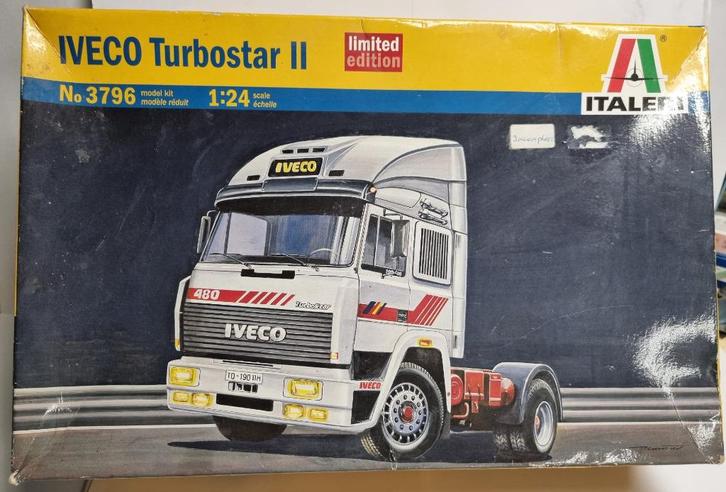 IVECO Turbostar II
limited
edition
No 3796 model kit
modèle réduit
1:24 scale
échelle
ITALERI
IVECO
480
Turbostar
IVECO
TO-190
IVECO